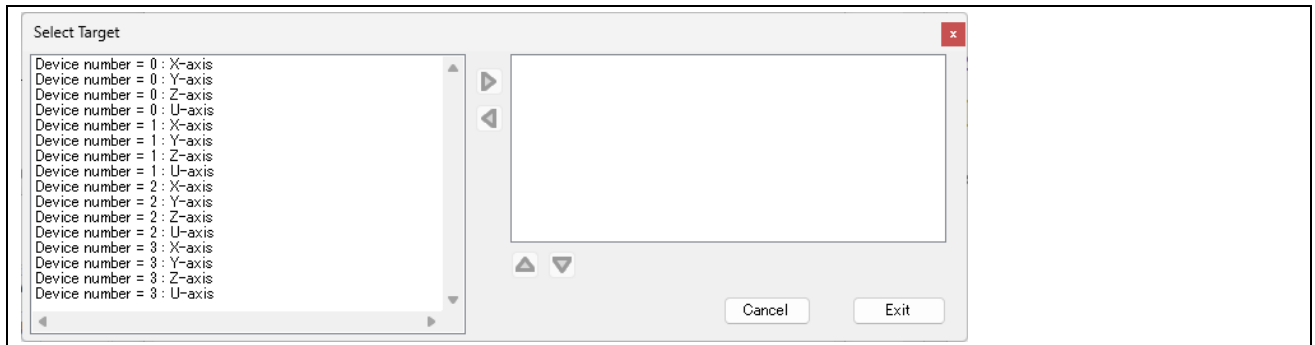 Select Target
x
Device number = 0 : X-axis
Device number = 0 : Y-axis
Device number = 0 : Z-axis
Device number = 0 : U-axis
Device number = 1 : X-axis
Device number = 1 : Y-axis
Device number = 1 : Z-axis
Device number = 1 : U-axis
Device number = 2 : X-axis
Device number = 2 : Y-axis
Device number = 2 : Z-axis
Device number = 2 : U-axis
Device number = 3 : X-axis
Device number = 3 : Y-axis
Device number = 3 : Z-axis
Device number = 3 : U-axis
Cancel
Exit